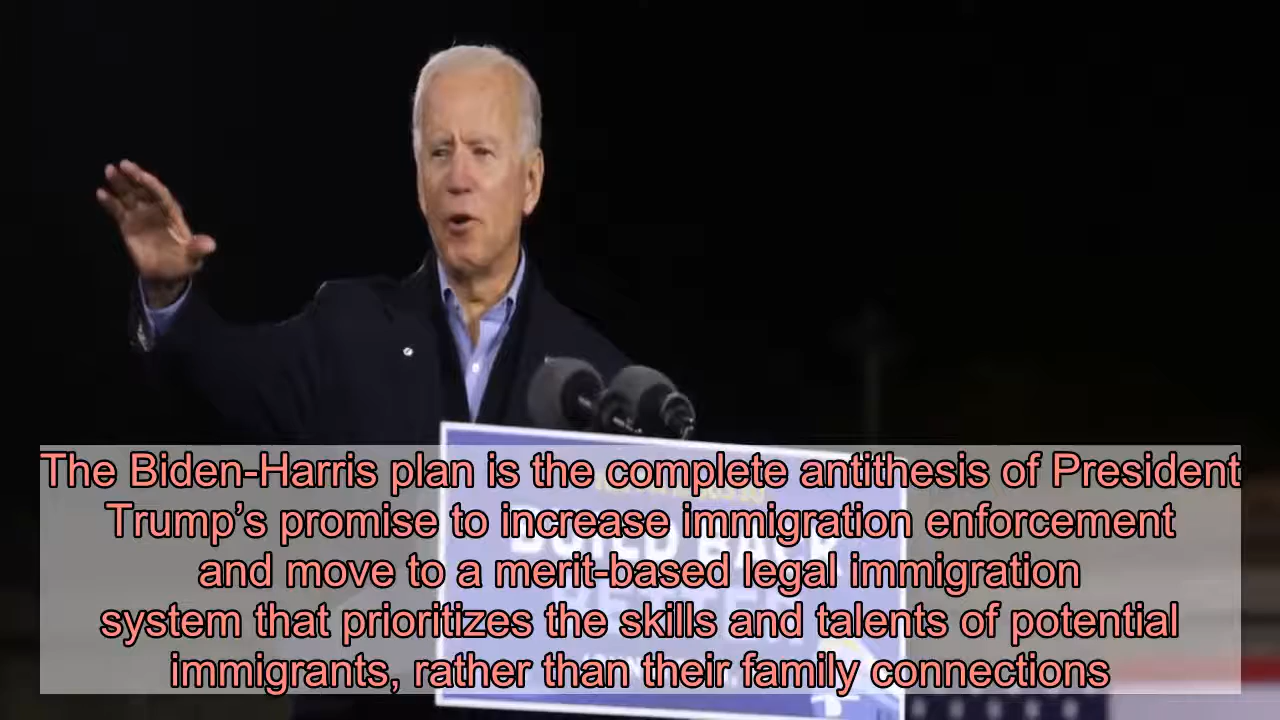 The Biden-Harris plan is the complete antithesis of President
Trump’s promise to increase immigration enforcement
and move to a merit-based legal immigration
system that prioritizes the skills and talents of potential
immigrants, rather than their family connections
BUILD BACK